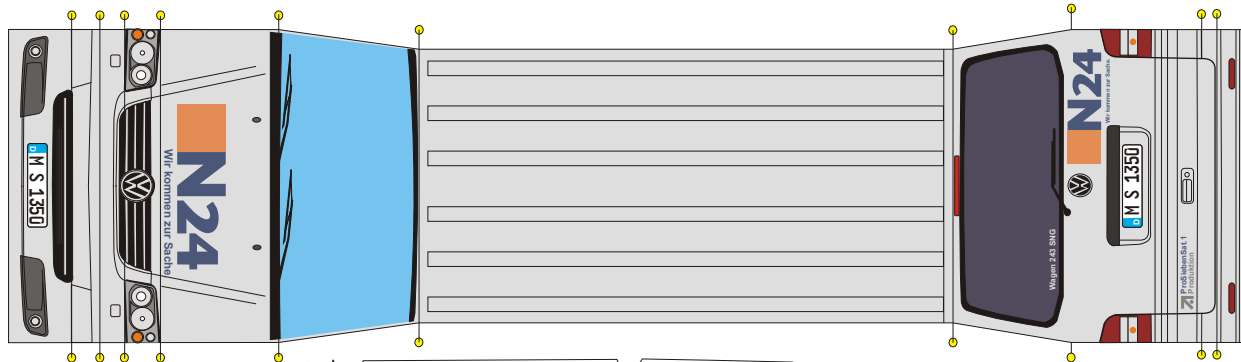 D
M S 1350
N24
Wir kommen zur Sache.
Wagen 243 SNG
N24
Wir kommen zur Sache.
D
M S 1350
ProSiebenSat.1
Produktion